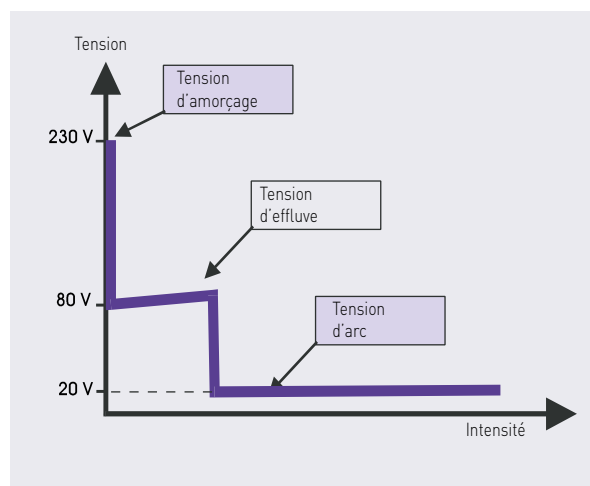 Tension
Tension
d'amorçage
230 V
Tension
d'effluve
80 V
Tension
d'arc
20 V
Intensité